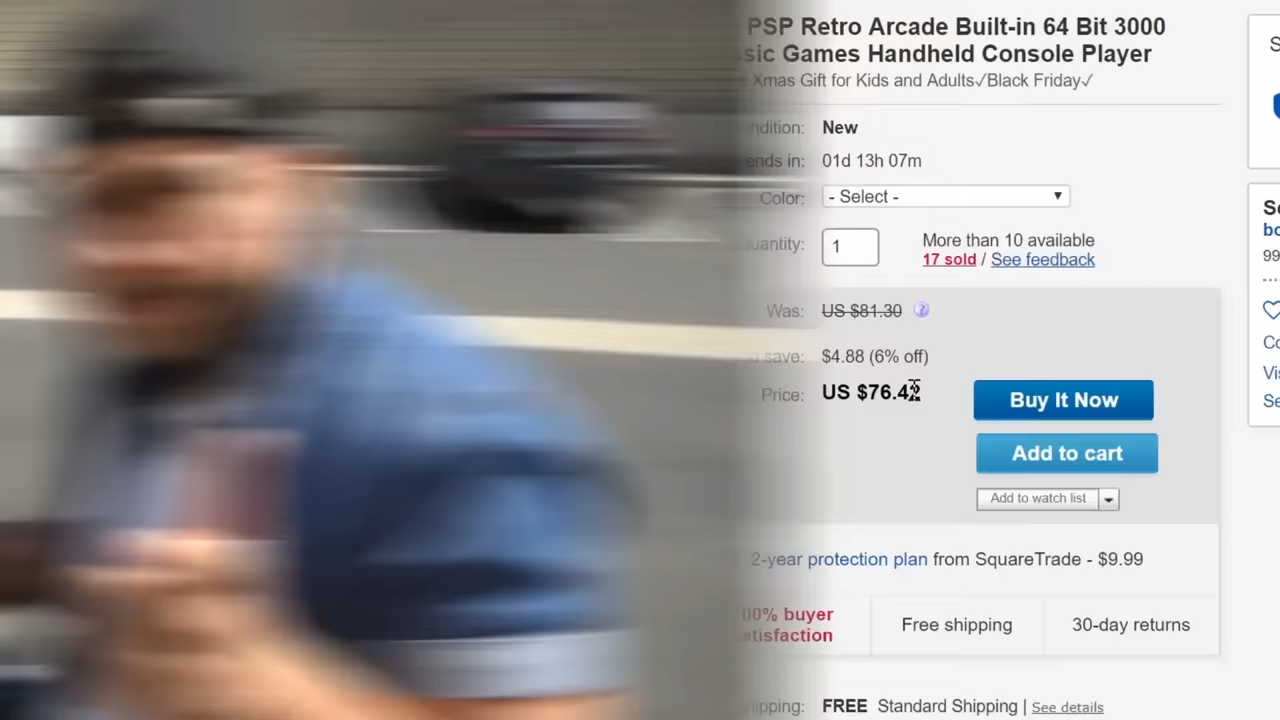 PSP Retro Arcade Built-in 64 Bit 3000
Games Handheld Console Player
Xmas Gift for Kids and Adults✓Black Friday✓
New
ends in: 01d 13h 07m
Color: - Select -
1
More than 10 available
17 sold / See feedback
Was: US $81.30
save: $4.88 (6% off)
Price: US $76.42
Buy It Now
Add to cart
Add to watch list
2-year protection plan from SquareTrade - $9.99
buyer
Free shipping
30-day returns
FREE Standard Shipping | See details